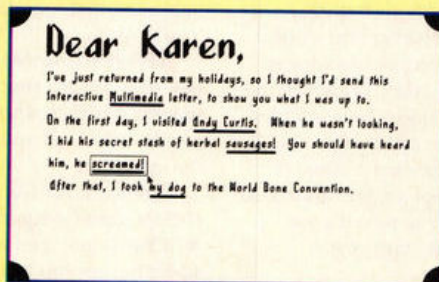 Dear Karen,
I've just returned from my holidays, so I thought I'd send this
Interactive Multimedia letter, to show you what I was up to.
On the first day, I visited Andy Curtis. When he wasn't looking,
I hid his secret stash of herbal sausages! You should have heard
him, he screamed!
After that, I took my dog to the World Bone Convention.